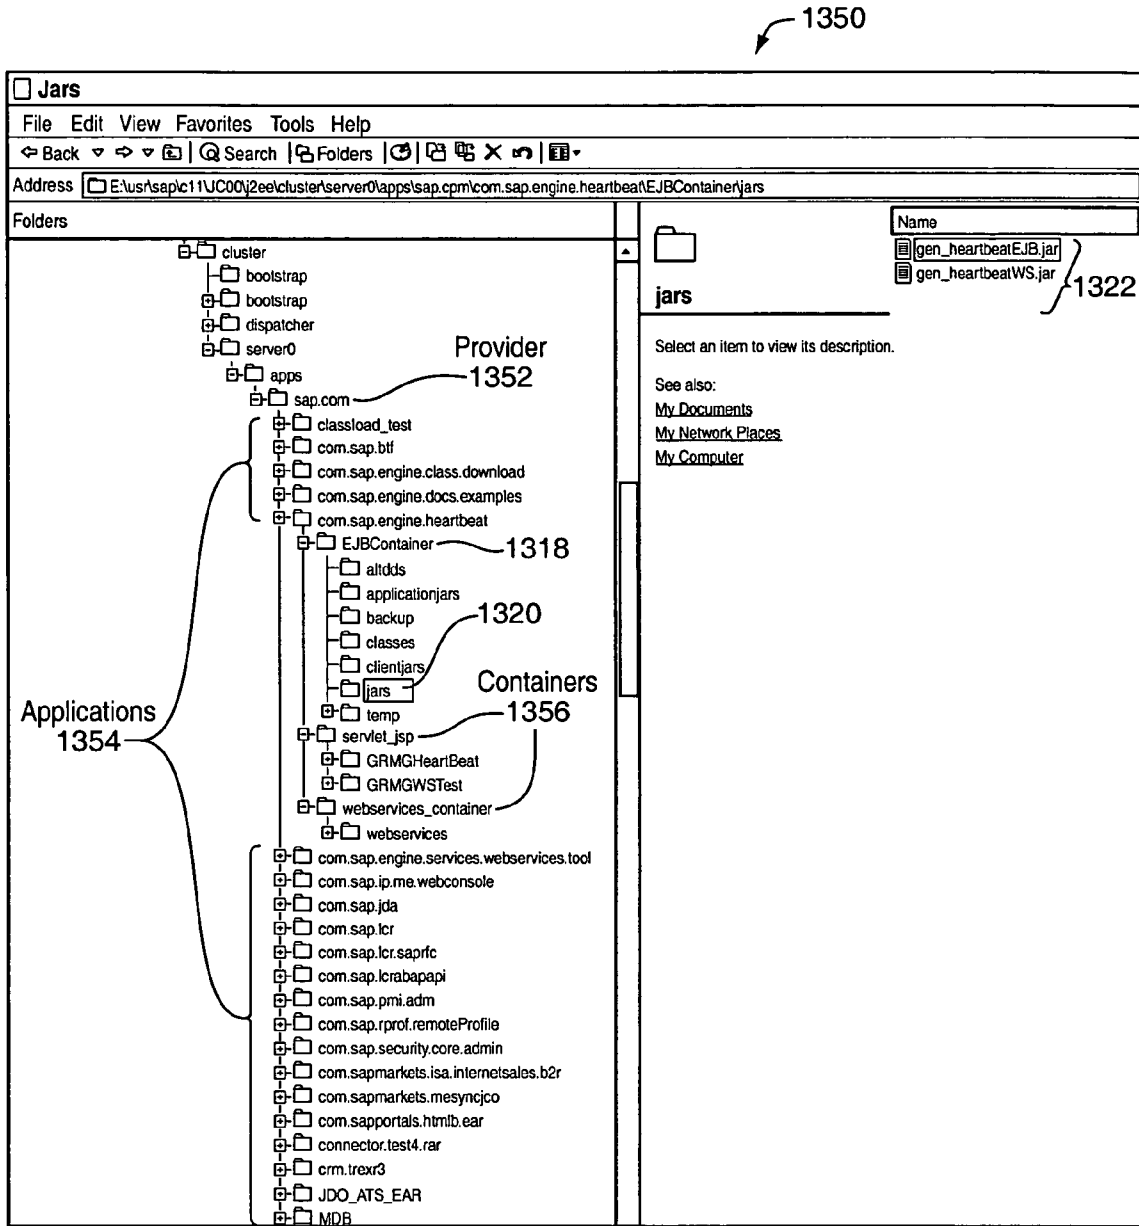 1350
Jars
File Edit View Favorites Tools Help
Back Search Folders
Address E:\usr\sap\c11\JC00\j2ee\cluster\server0\apps\sap.cpm\com.sap.engine.heartbeat\EJBContainer\jars
Folders
cluster
bootstrap
bootstrap
dispatcher
server0
apps
sap.com
Provider
1352
classload_test
com.sap.btf
com.sap.engine.class.download
com.sap.engine.docs.examples
com.sap.engine.heartbeat
EJBContainer
1318
altdds
applicationjars
backup
1320
classes
clientjars
jars
temp
Containers
1356
servlet_jsp
GRMGHeartBeat
GRMGWSTest
webservices_container
webservices
Applications
1354
com.sap.engine.services.webservices.tool
com.sap.ip.me.webconsole
com.sap.jda
com.sap.lcr
com.sap.lcr.saprfc
com.sap.lcrabapapi
com.sap.pmi.adm
com.sap.rprof.remoteProfile
com.sap.security.core.admin
com.sapmarkets.isa.internetsales.b2r
com.sapmarkets.mesyncjco
com.sapportals.htmlb.ear
connector.test4.rar
crm.trexr3
JDO_ATS_EAR
MDB
jars
Select an item to view its description.
See also:
My Documents
My Network Places
My Computer
Name
gen_heartbeatEJB.jar
gen_heartbeatWS.jar
1322